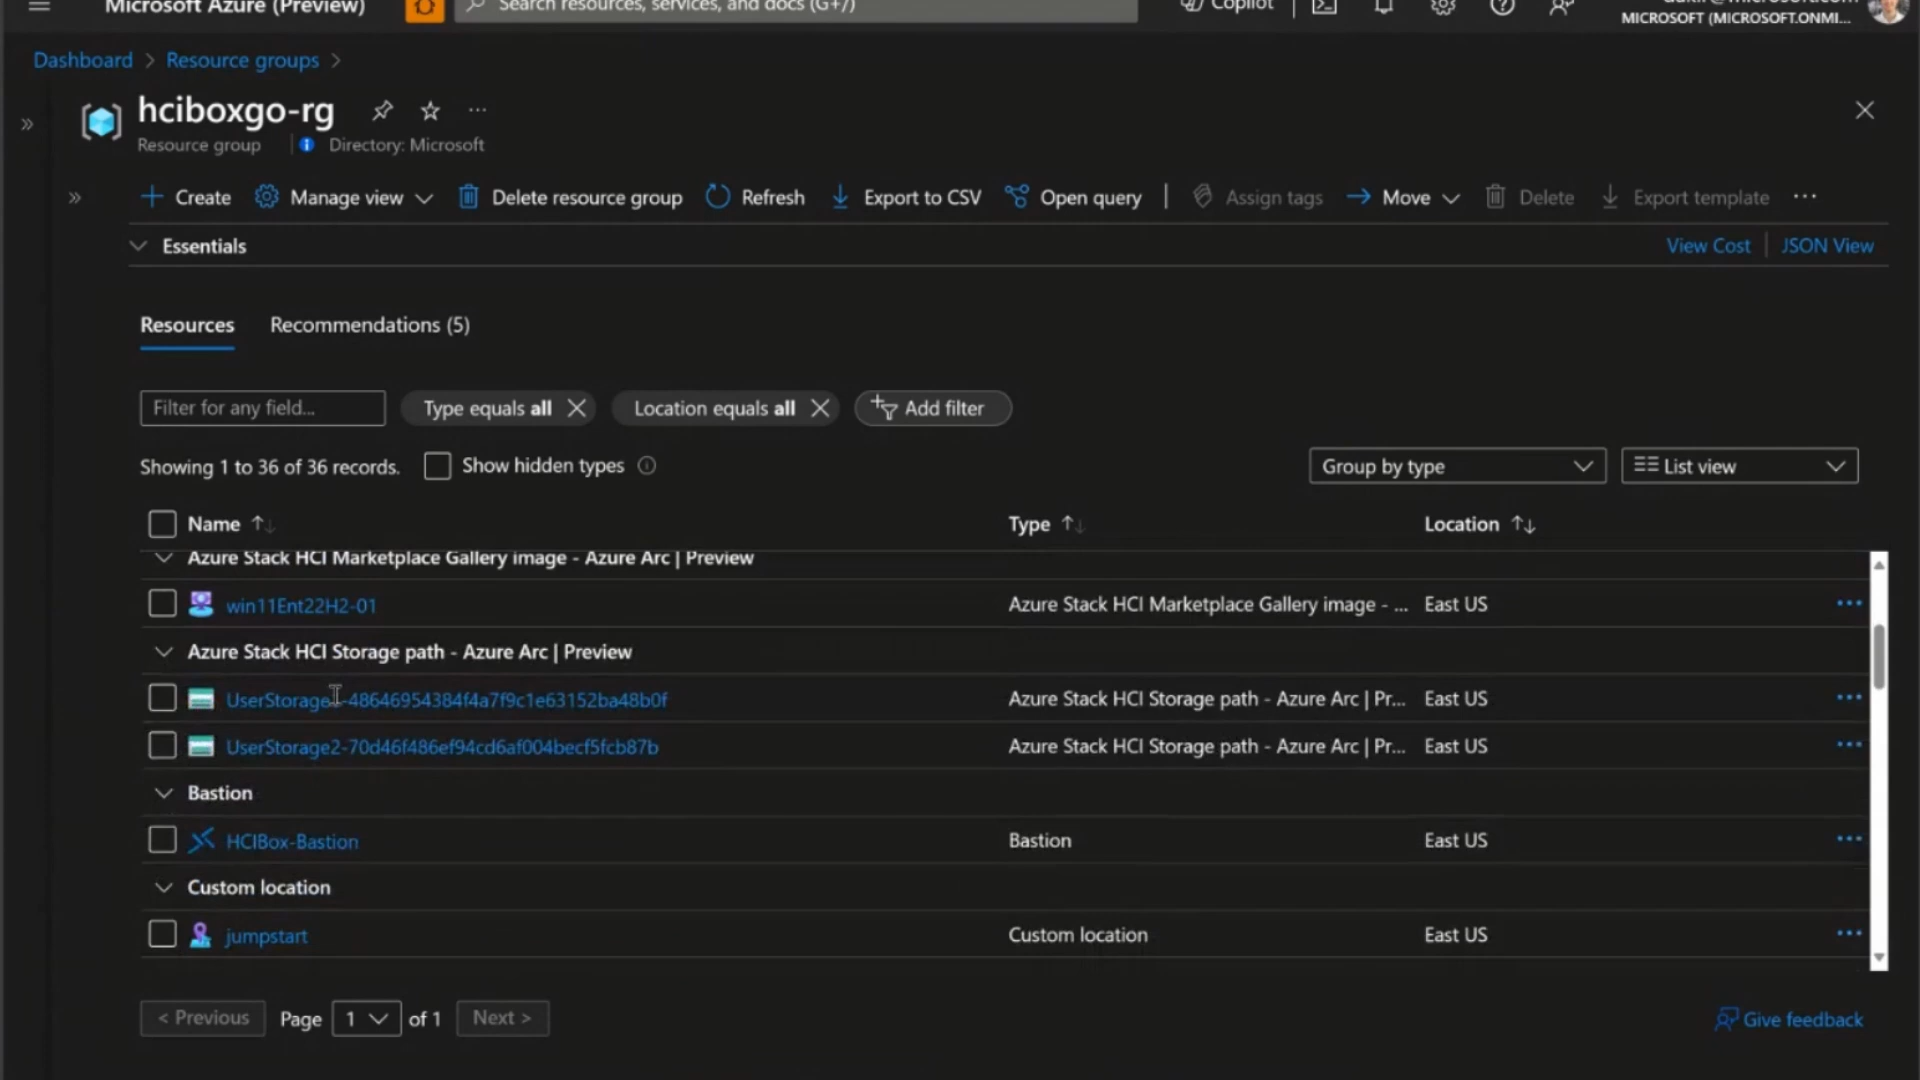 Microsoft Azure (Preview)
Search resources, services, and docs (G+/)
Copilot
MICROSOFT (MICROSOFT.ONMI...
Dashboard > Resource groups >
hciboxgo-rg
Resource group
Directory: Microsoft
Create
Manage view
Delete resource group
Refresh
Export to CSV
Open query
Assign tags
Move
Delete
Export template
Essentials
View Cost
JSON View
Resources
Recommendations (5)
Filter for any field...
Type equals all
Location equals all
Add filter
Showing 1 to 36 of 36 records.
Show hidden types
Group by type
List view
Name
Type
Location
Azure Stack HCI Marketplace Gallery image - Azure Arc | Preview
win11Ent22H2-01
Azure Stack HCI Marketplace Gallery image - ...
East US
Azure Stack HCI Storage path - Azure Arc | Preview
-48646954384f4a7f9c1e63152ba48b0f
Azure Stack HCI Storage path - Azure Arc | Pr...
East US
UserStorage2-70d46f486ef94cd6af004becf5fcb87b
Azure Stack HCI Storage path - Azure Arc | Pr...
East US
Bastion
HCIBox-Bastion
Bastion
East US
Custom location
jumpstart
Custom location
East US
< Previous
Page
1
of 1
Next >
Give feedback